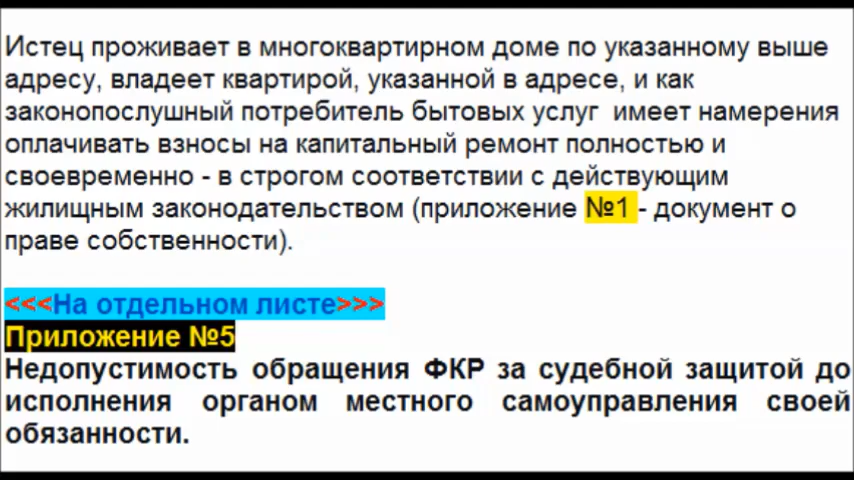 Истец проживает в многоквартирном доме по указанному выше
адресу, владеет квартирой, указанной в адресе, и как
законопослушный потребитель бытовых услуг имеет намерения
оплачивать взносы на капитальный ремонт полностью и
своевременно - в строгом соответствии с действующим
жилищным законодательством (приложение №1 - документ о
праве собственности).
<<<На отдельном листе>>>
Приложение №5
Недопустимость обращения ФКР за судебной защитой до
исполнения органом местного самоуправления своей
обязанности.